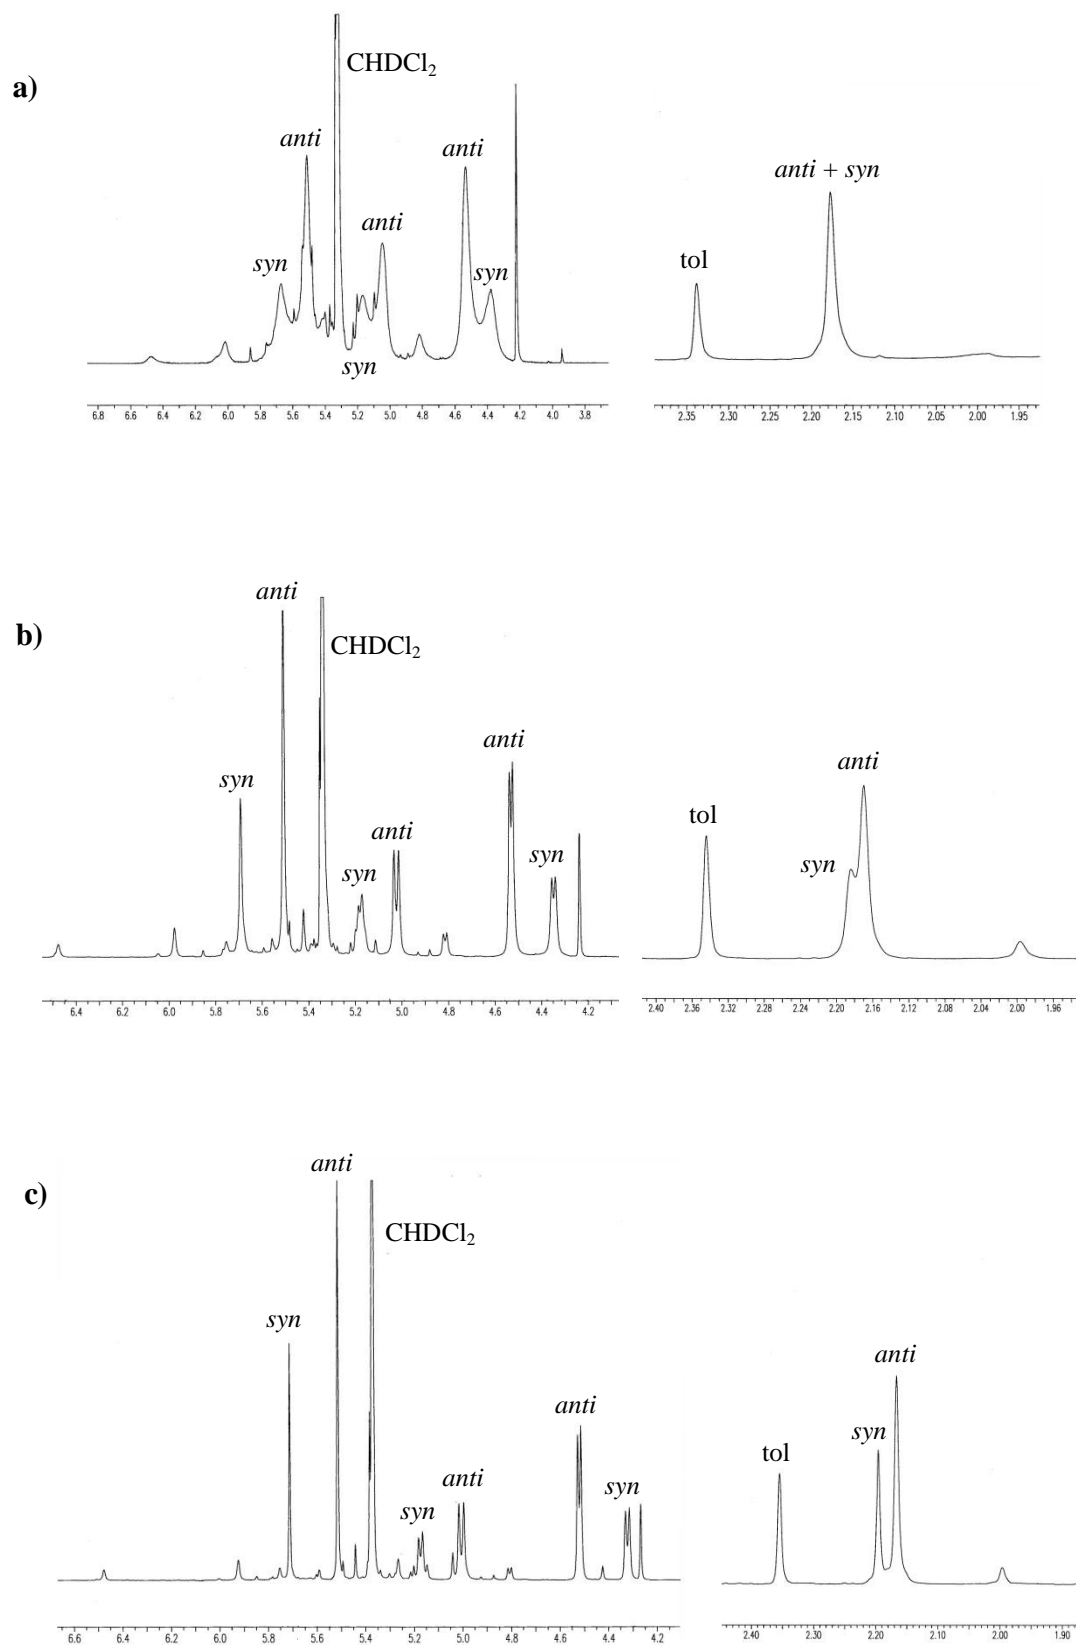 a)
CHDCl2
anti
anti
anti
syn
syn
syn
anti + syn
tol
6.8 6.4 6.0 5.8 5.6 5.4 5.2 5.0 4.8 4.6 4.4 4.2 4.0 3.8
2.35 2.30 2.25 2.20 2.15 2.10 2.05 2.00 1.95
b)
anti
CHDCl2
syn
syn
anti
anti
syn
anti
tol
syn
6.4 6.2 6.0 5.8 5.6 5.4 5.2 5.0 4.8 4.6 4.4 4.2
2.40 2.36 2.32 2.28 2.24 2.20 2.16 2.12 2.08 2.04 2.00 1.96
c)
anti
CHDCl2
syn
syn
anti
anti
syn
anti
syn
tol
6.6 6.4 6.2 6.0 5.8 5.6 5.4 5.2 5.0 4.8 4.6 4.4 4.2
2.40 2.30 2.20 2.10 2.00 1.90